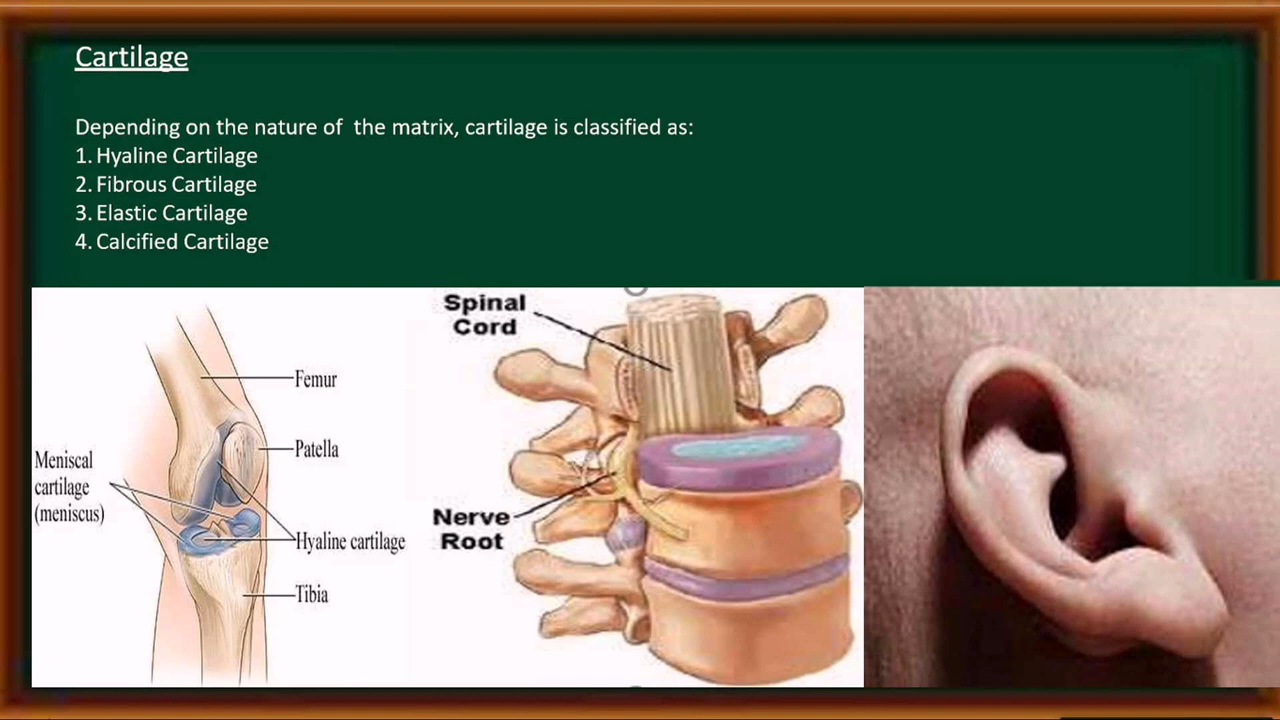 Cartilage
Depending on the nature of  the matrix, cartilage is classified as:
1. Hyaline Cartilage
2. Fibrous Cartilage
3. Elastic Cartilage
4. Calcified Cartilage
Femur
Patella
Meniscal
cartilage
(meniscus)
Hyaline cartilage
Tibia
Spinal
Cord
Nerve
Root